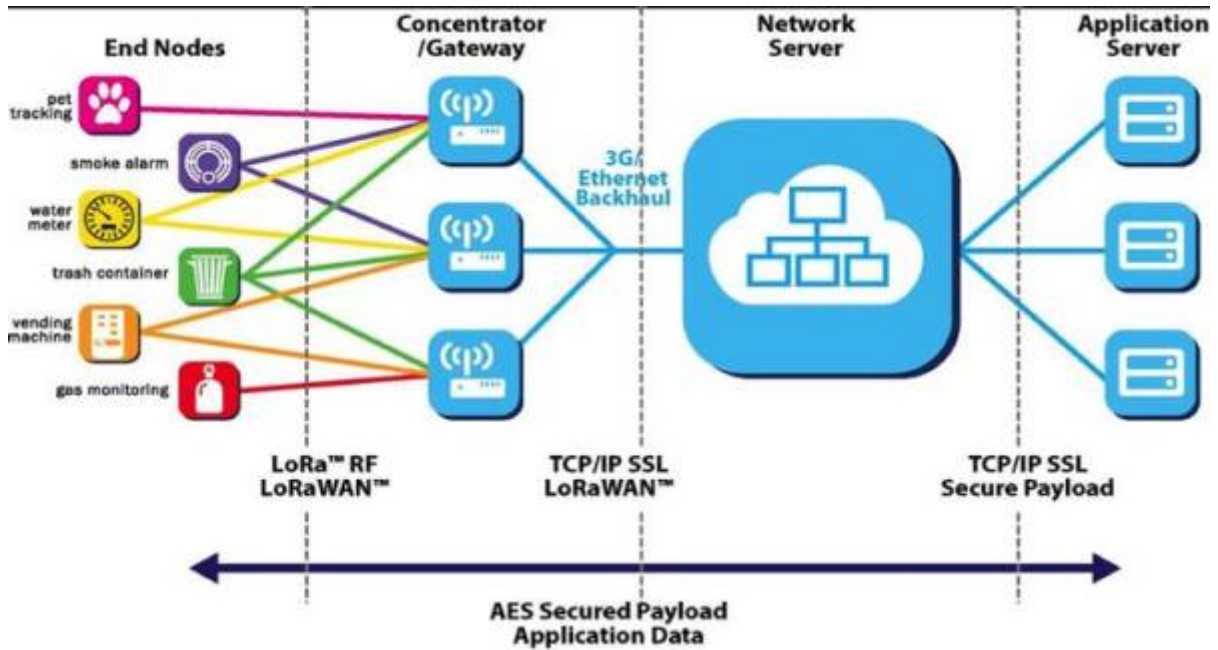 End Nodes
Concentrator
/Gateway
Network
Server
Application
Server
pet
tracking
smoke alarm
water
meter
trash container
vending
machine
gas monitoring
3G/
Ethernet
Backhaul
LoRa™ RF
LoRaWAN™
TCP/IP SSL
LoRaWAN™
TCP/IP SSL
Secure Payload
AES Secured Payload
Application Data